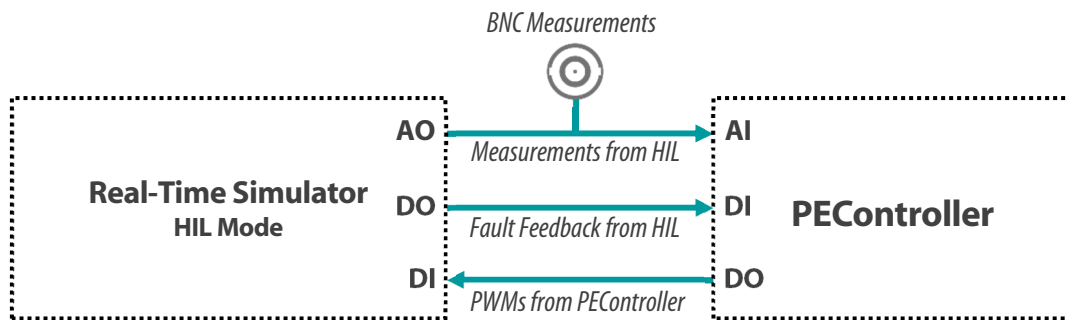 BNC Measurements
AO
AI
Measurements from HIL
Real-Time Simulator
HIL Mode
DO
DI
Fault Feedback from HIL
PEController
DI
DO
PWMs from PEController